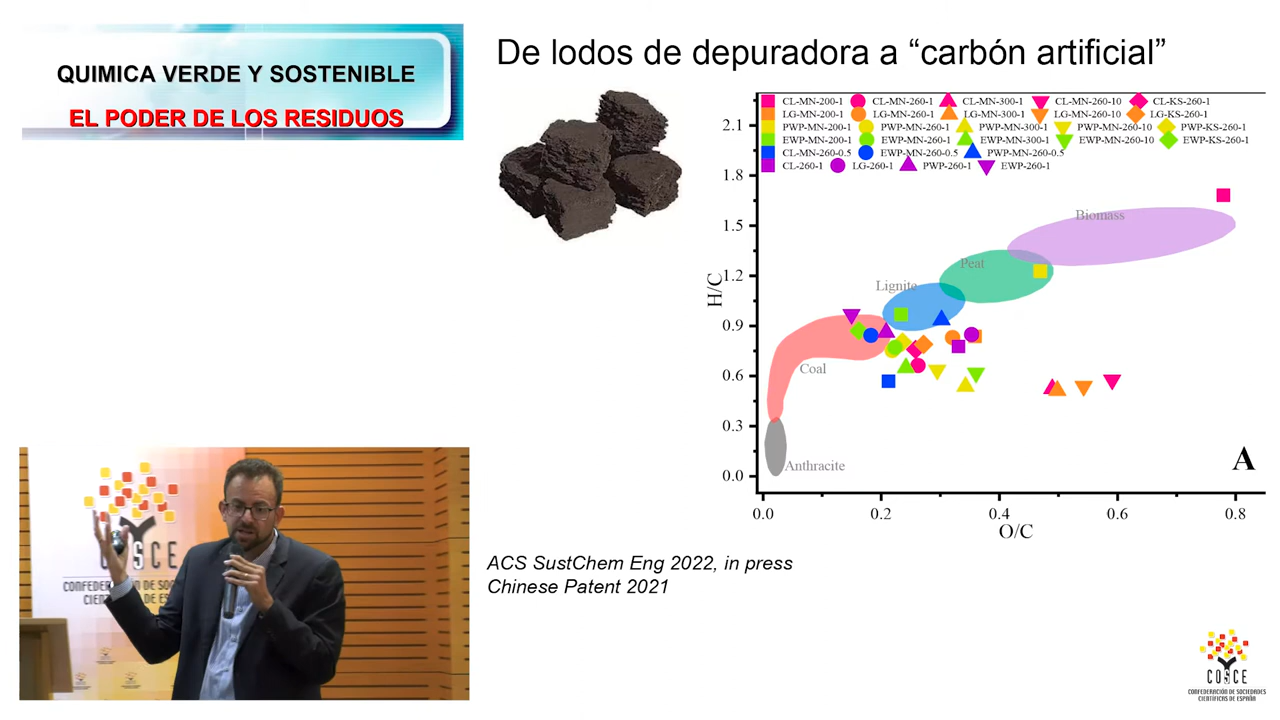 QUIMICA VERDE Y SOSTENIBLE
EL PODER DE LOS RESIDUOS
De lodos de depuradora a “carbón artificial”
CL-MN-200-1 CL-MN-260-1 CL-MN-300-1 CL-MN-260-10 CL-KS-260-1
LG-MN-200-1 LG-MN-260-1 LG-MN-300-1 LG-MN-260-10 LG-KS-260-1
PWP-MN-200-1 PWP-MN-260-1 PWP-MN-300-1 PWP-MN-260-10 PWP-KS-260-1
EWP-MN-200-1 EWP-MN-260-1 EWP-MN-300-1 EWP-MN-260-10 EWP-KS-260-1
CL-MN-260-0.5 EWP-MN-260-0.5 PWP-MN-260-0.5
CL-260-1 LG-260-1 PWP-260-1 EWP-260-1
2.1
1.8
1.5
1.2
0.9
0.6
0.3
0.0
H/C
Biomass
Peat
Lignite
Coal
Anthracite
A
0.0 0.2 0.4 0.6 0.8
O/C
COSCE
CONFEDERACIÓN DE SOCIE
CIENTÍFICAS DE ES
ACS SustChem Eng 2022, in press
Chinese Patent 2021
COSCE
CONFEDERACIÓN DE SOCIEDADES
CIENTÍFICAS DE ESPAÑA